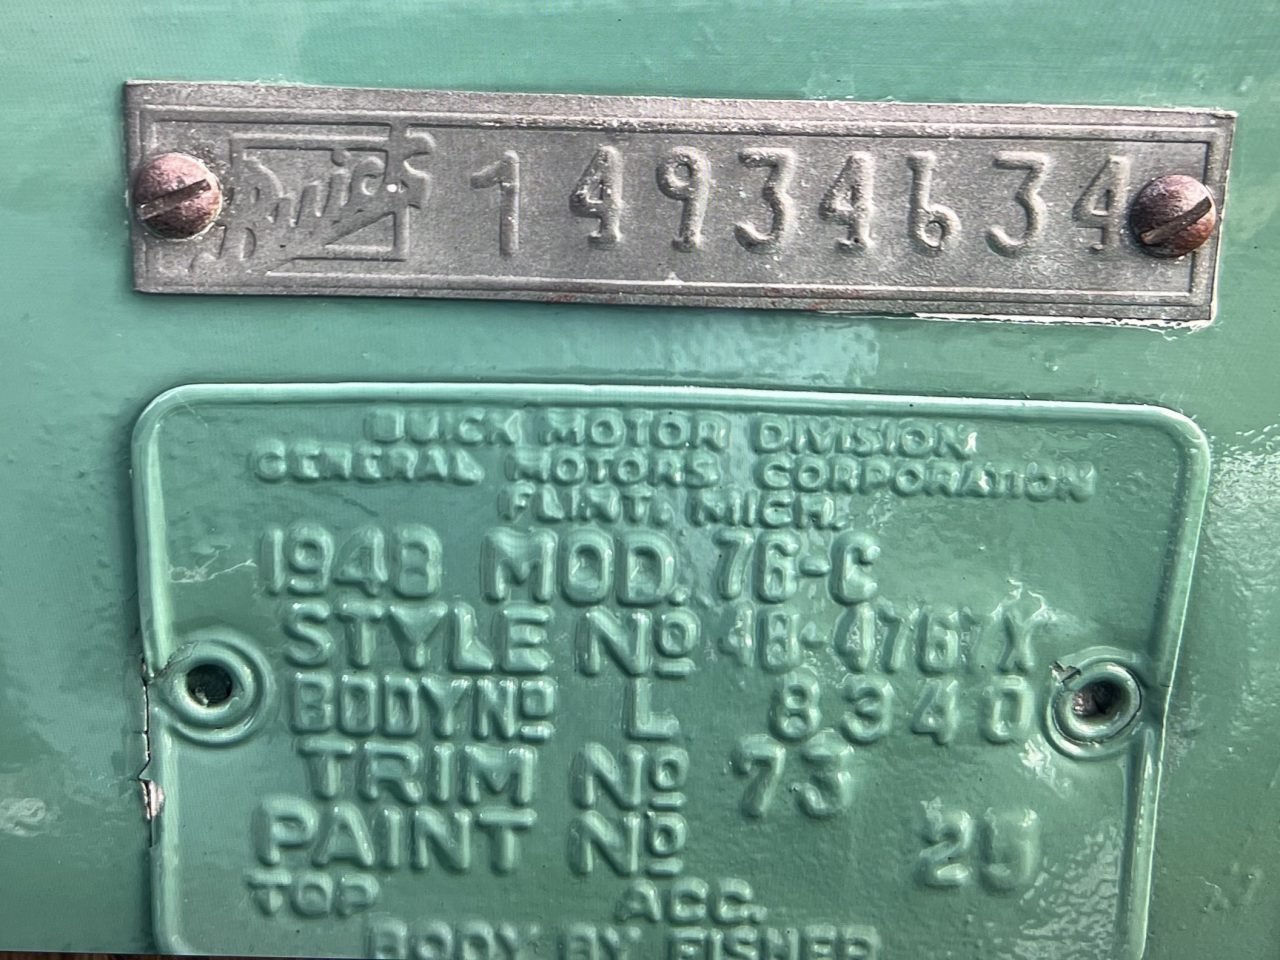 Buick 14934634
BUICK MOTOR DIVISION
GENERAL MOTORS CORPORATION
FLINT, MICH.
1948 MOD. 76-C
STYLE No 48-4767X
BODY No L 8340
TRIM No 73
PAINT No 25
TOP ACC.
BODY BY FISHER